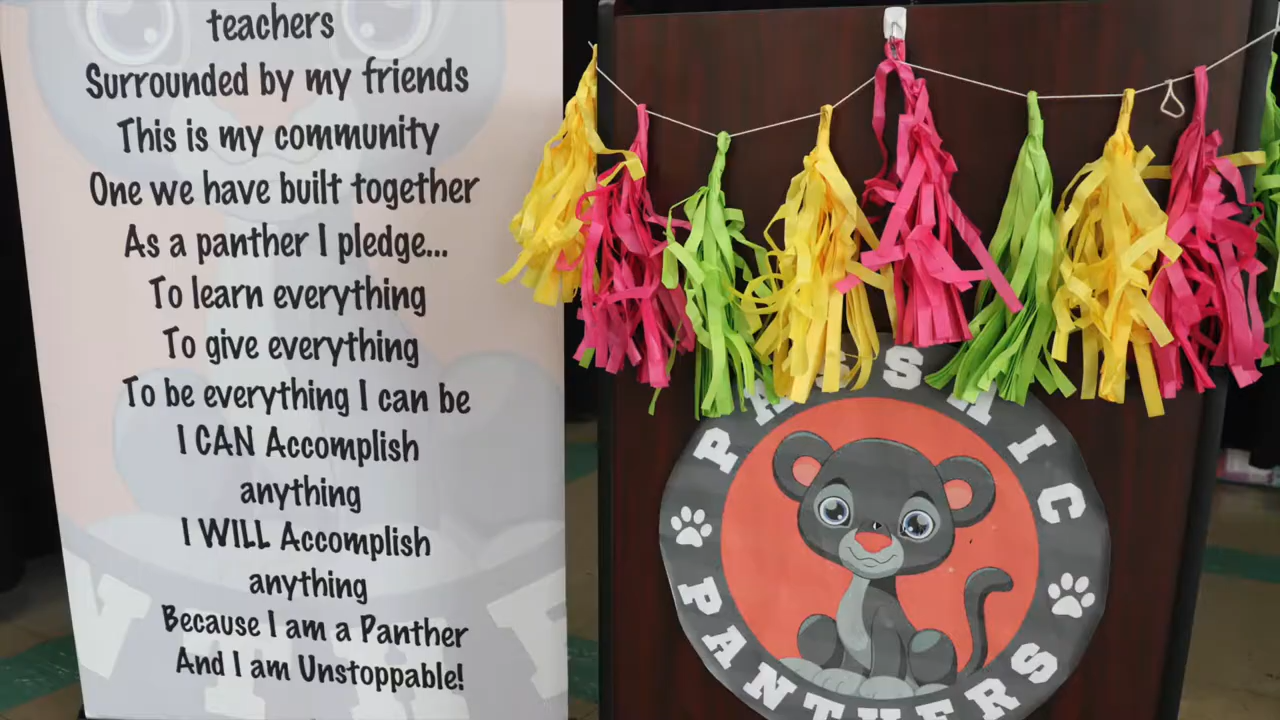 teachers
Surrounded by my friends
This is my community
One we have built together
As a panther I pledge...
To learn everything
To give everything
To be everything I can be
I CAN Accomplish
anything
I WILL Accomplish
anything
Because I am a Panther
And I am Unstoppable!
PASSAIC
PANTHERS